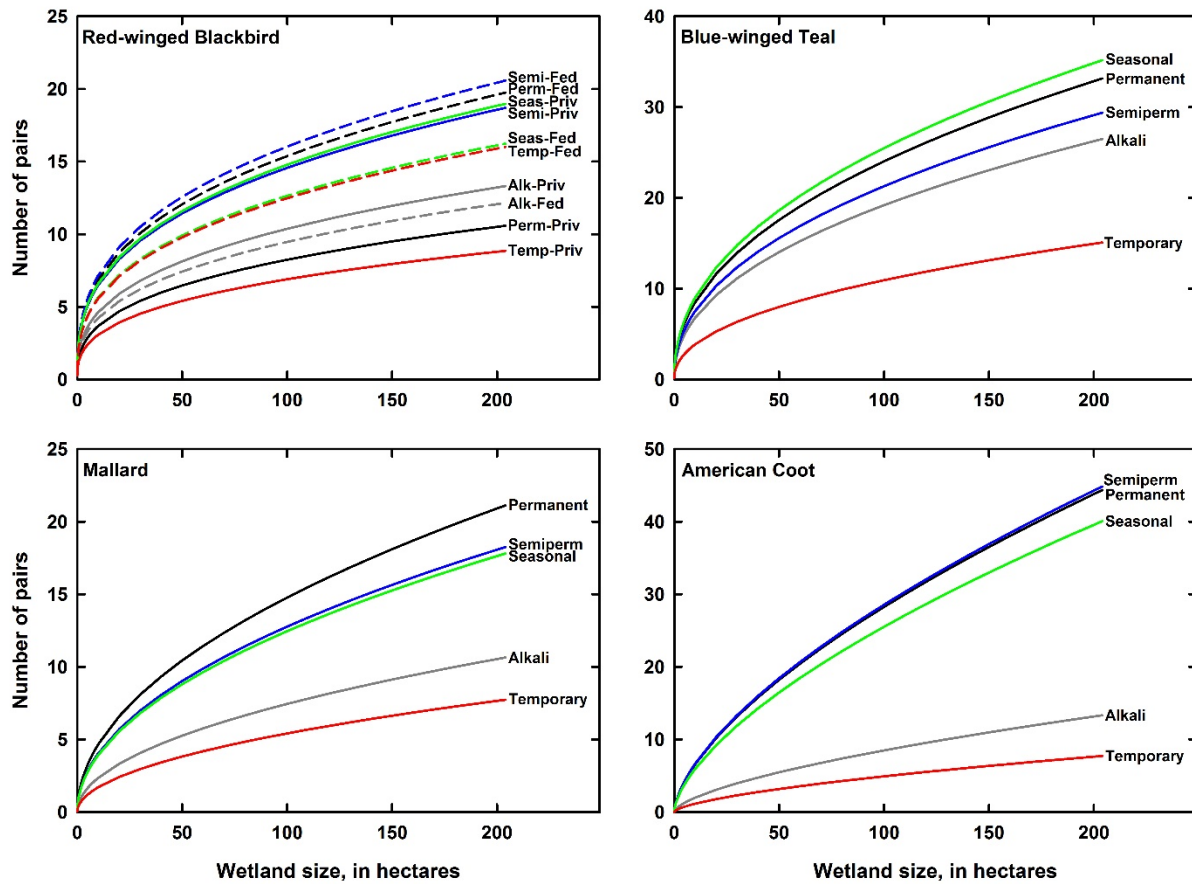 Red-winged Blackbird
Number of pairs
25
20
15
10
5
0
Semi-Fed
Perm-Fed
Seas-Priv
Semi-Priv
Seas-Fed
Temp-Fed
Alk-Priv
Alk-Fed
Perm-Priv
Temp-Priv
0 50 100 150 200
Blue-winged Teal
40
30
20
10
0
Seasonal
Permanent
Semiperm
Alkali
Temporary
0 50 100 150 200
Mallard
Number of pairs
25
20
15
10
5
0
Permanent
Semiperm
Seasonal
Alkali
Temporary
0 50 100 150 200
Wetland size, in hectares
American Coot
50
40
30
20
10
0
Semiperm
Permanent
Seasonal
Alkali
Temporary
0 50 100 150 200
Wetland size, in hectares